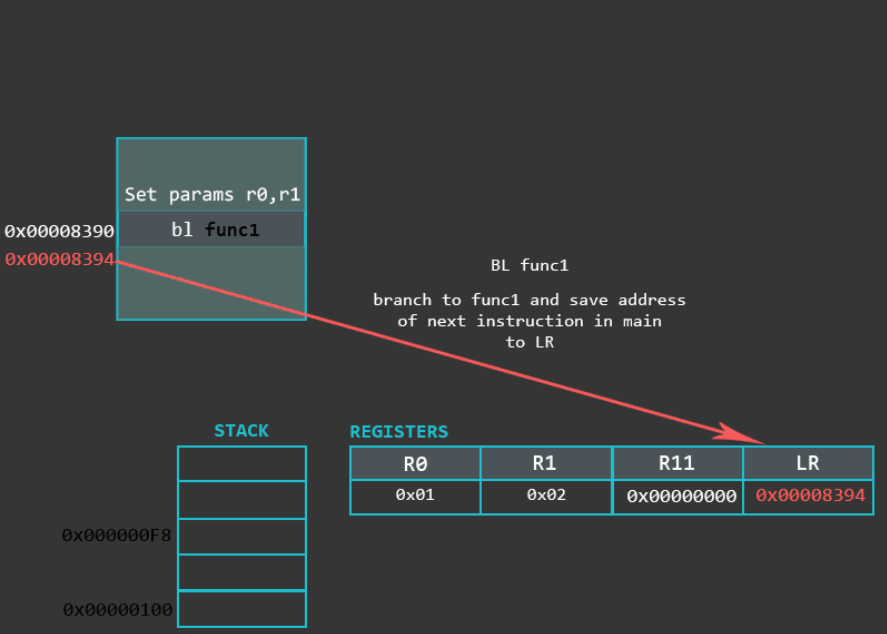 Set params r0,r1
0x00008390
bl func1
0x00008394
BL func1
branch to func1 and save address
of next instruction in main
to LR
STACK
0x000000F8
0x00000100
REGISTERS
R0 R1 R11 LR
0x01 0x02 0x00000000 0x00008394